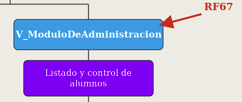 RF67
V_ModuloDeAdministracion
Listado y control de
alumnos